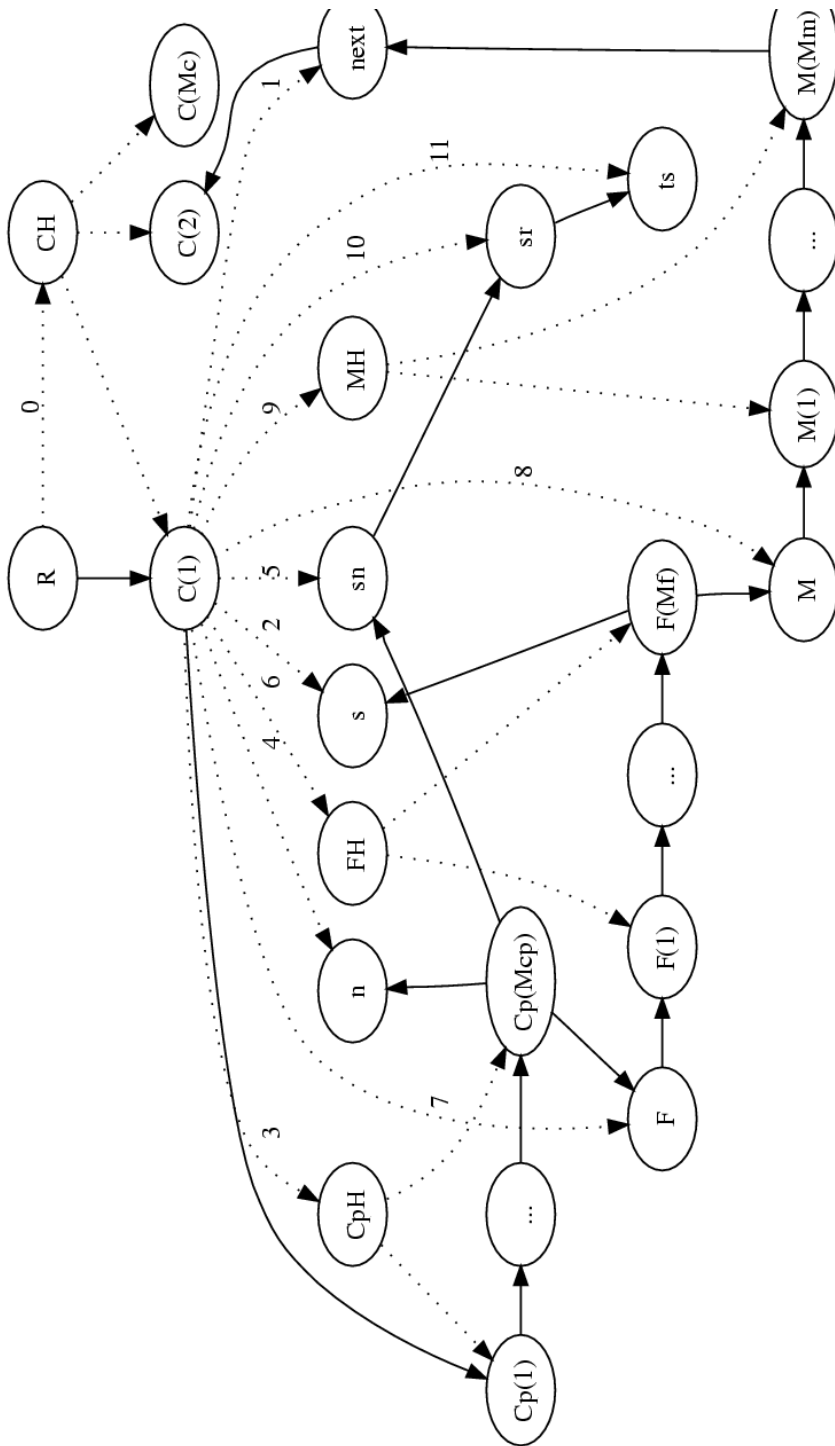 0
R
CH
C(1)
C(2)
C(Mc)
3
4
6
2
5
9
1
CpH
n
FH
s
sn
MH
10
next
7
11
Cp(1)
...
Cp(Mcp)
8
sr
F
F(1)
...
F(Mf)
ts
M
M(1)
...
M(Mm)